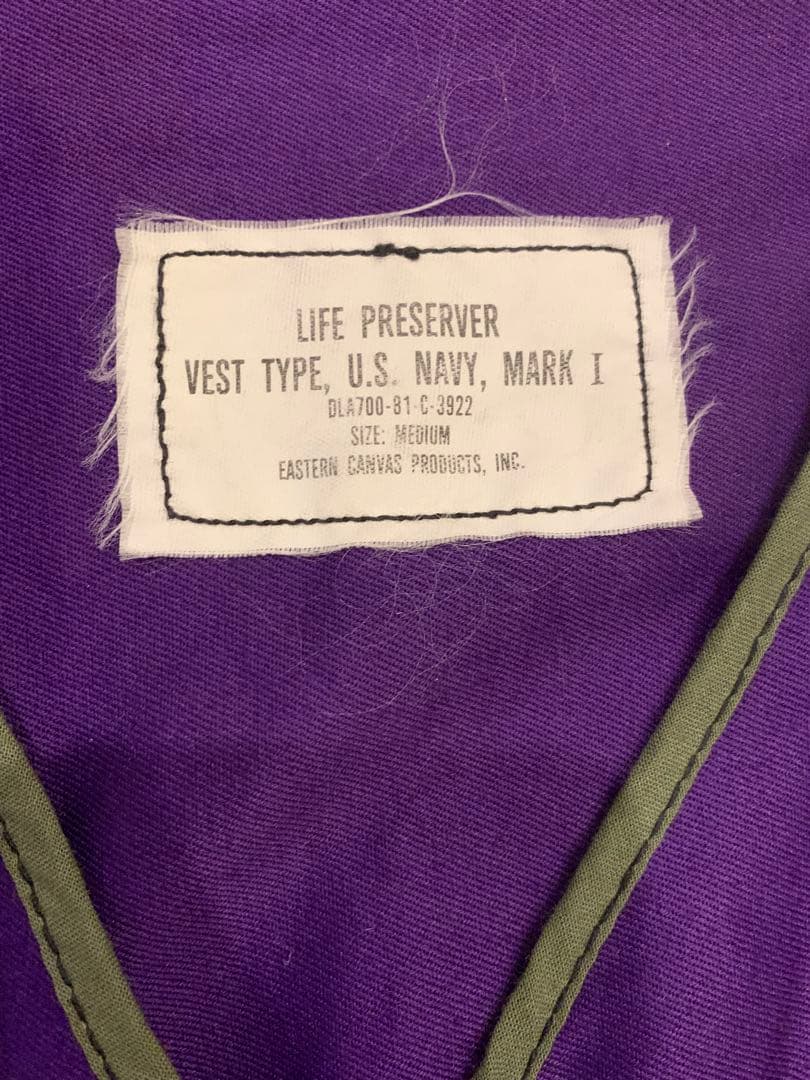 LIFE PRESERVER
VEST TYPE, U.S. NAVY, MARK I
DLA700-81-C-3922
SIZE: MEDIUM
EASTERN CANVAS PRODUCTS, INC.